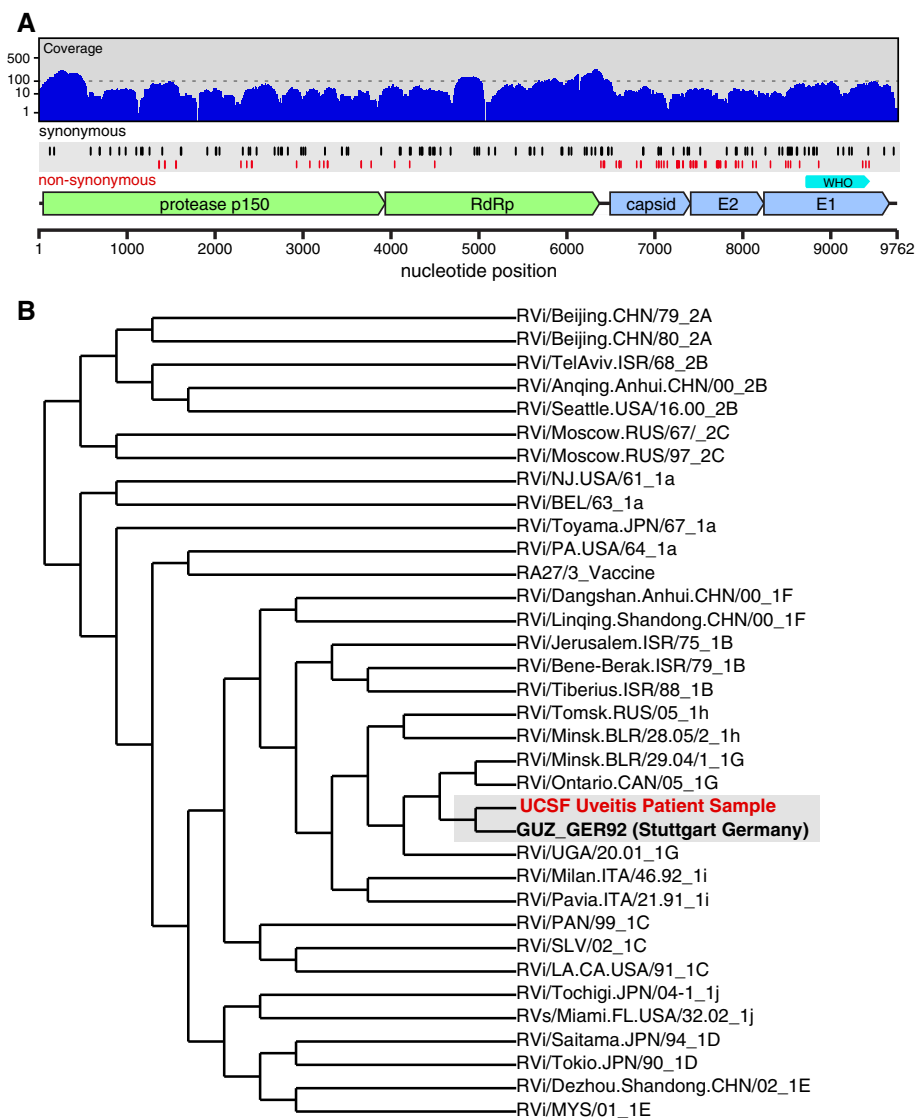 A
Coverage
500
100
10
1
synonymous
non-synonymous
WHO
protease p150 RdRp capsid E2 E1
1 1000 2000 3000 4000 5000 6000 7000 8000 9000 9762
nucleotide position
B
RVi/Beijing.CHN/79_2A
RVi/Beijing.CHN/80_2A
RVi/TelAviv.ISR/68_2B
RVi/Anqing.Anhui.CHN/00_2B
RVi/Seattle.USA/16.00_2B
RVi/Moscow.RUS/67/_2C
RVi/Moscow.RUS/97_2C
RVi/NJ.USA/61_1a
RVi/BEL/63_1a
RVi/Toyama.JPN/67_1a
RVi/PA.USA/64_1a
RA27/3_Vaccine
RVi/Dangshan.Anhui.CHN/00_1F
RVi/Linqing.Shandong.CHN/00_1F
RVi/Jerusalem.ISR/75_1B
RVi/Bene-Berak.ISR/79_1B
RVi/Tiberius.ISR/88_1B
RVi/Tomsk.RUS/05_1h
RVi/Minsk.BLR/28.05/2_1h
RVi/Minsk.BLR/29.04/1_1G
RVi/Ontario.CAN/05_1G
UCSF Uveitis Patient Sample
GUZ_GER92 (Stuttgart Germany)
RVi/UGA/20.01_1G
RVi/Milan.ITA/46.92_1i
RVi/Pavia.ITA/21.91_1i
RVi/PAN/99_1C
RVi/SLV/02_1C
RVi/LA.CA.USA/91_1C
RVi/Tochigi.JPN/04-1_1j
RVs/Miami.FL.USA/32.02_1j
RVi/Saitama.JPN/94_1D
RVi/Tokio.JPN/90_1D
RVi/Dezhou.Shandong.CHN/02_1E
RVi/MYS/01_1E